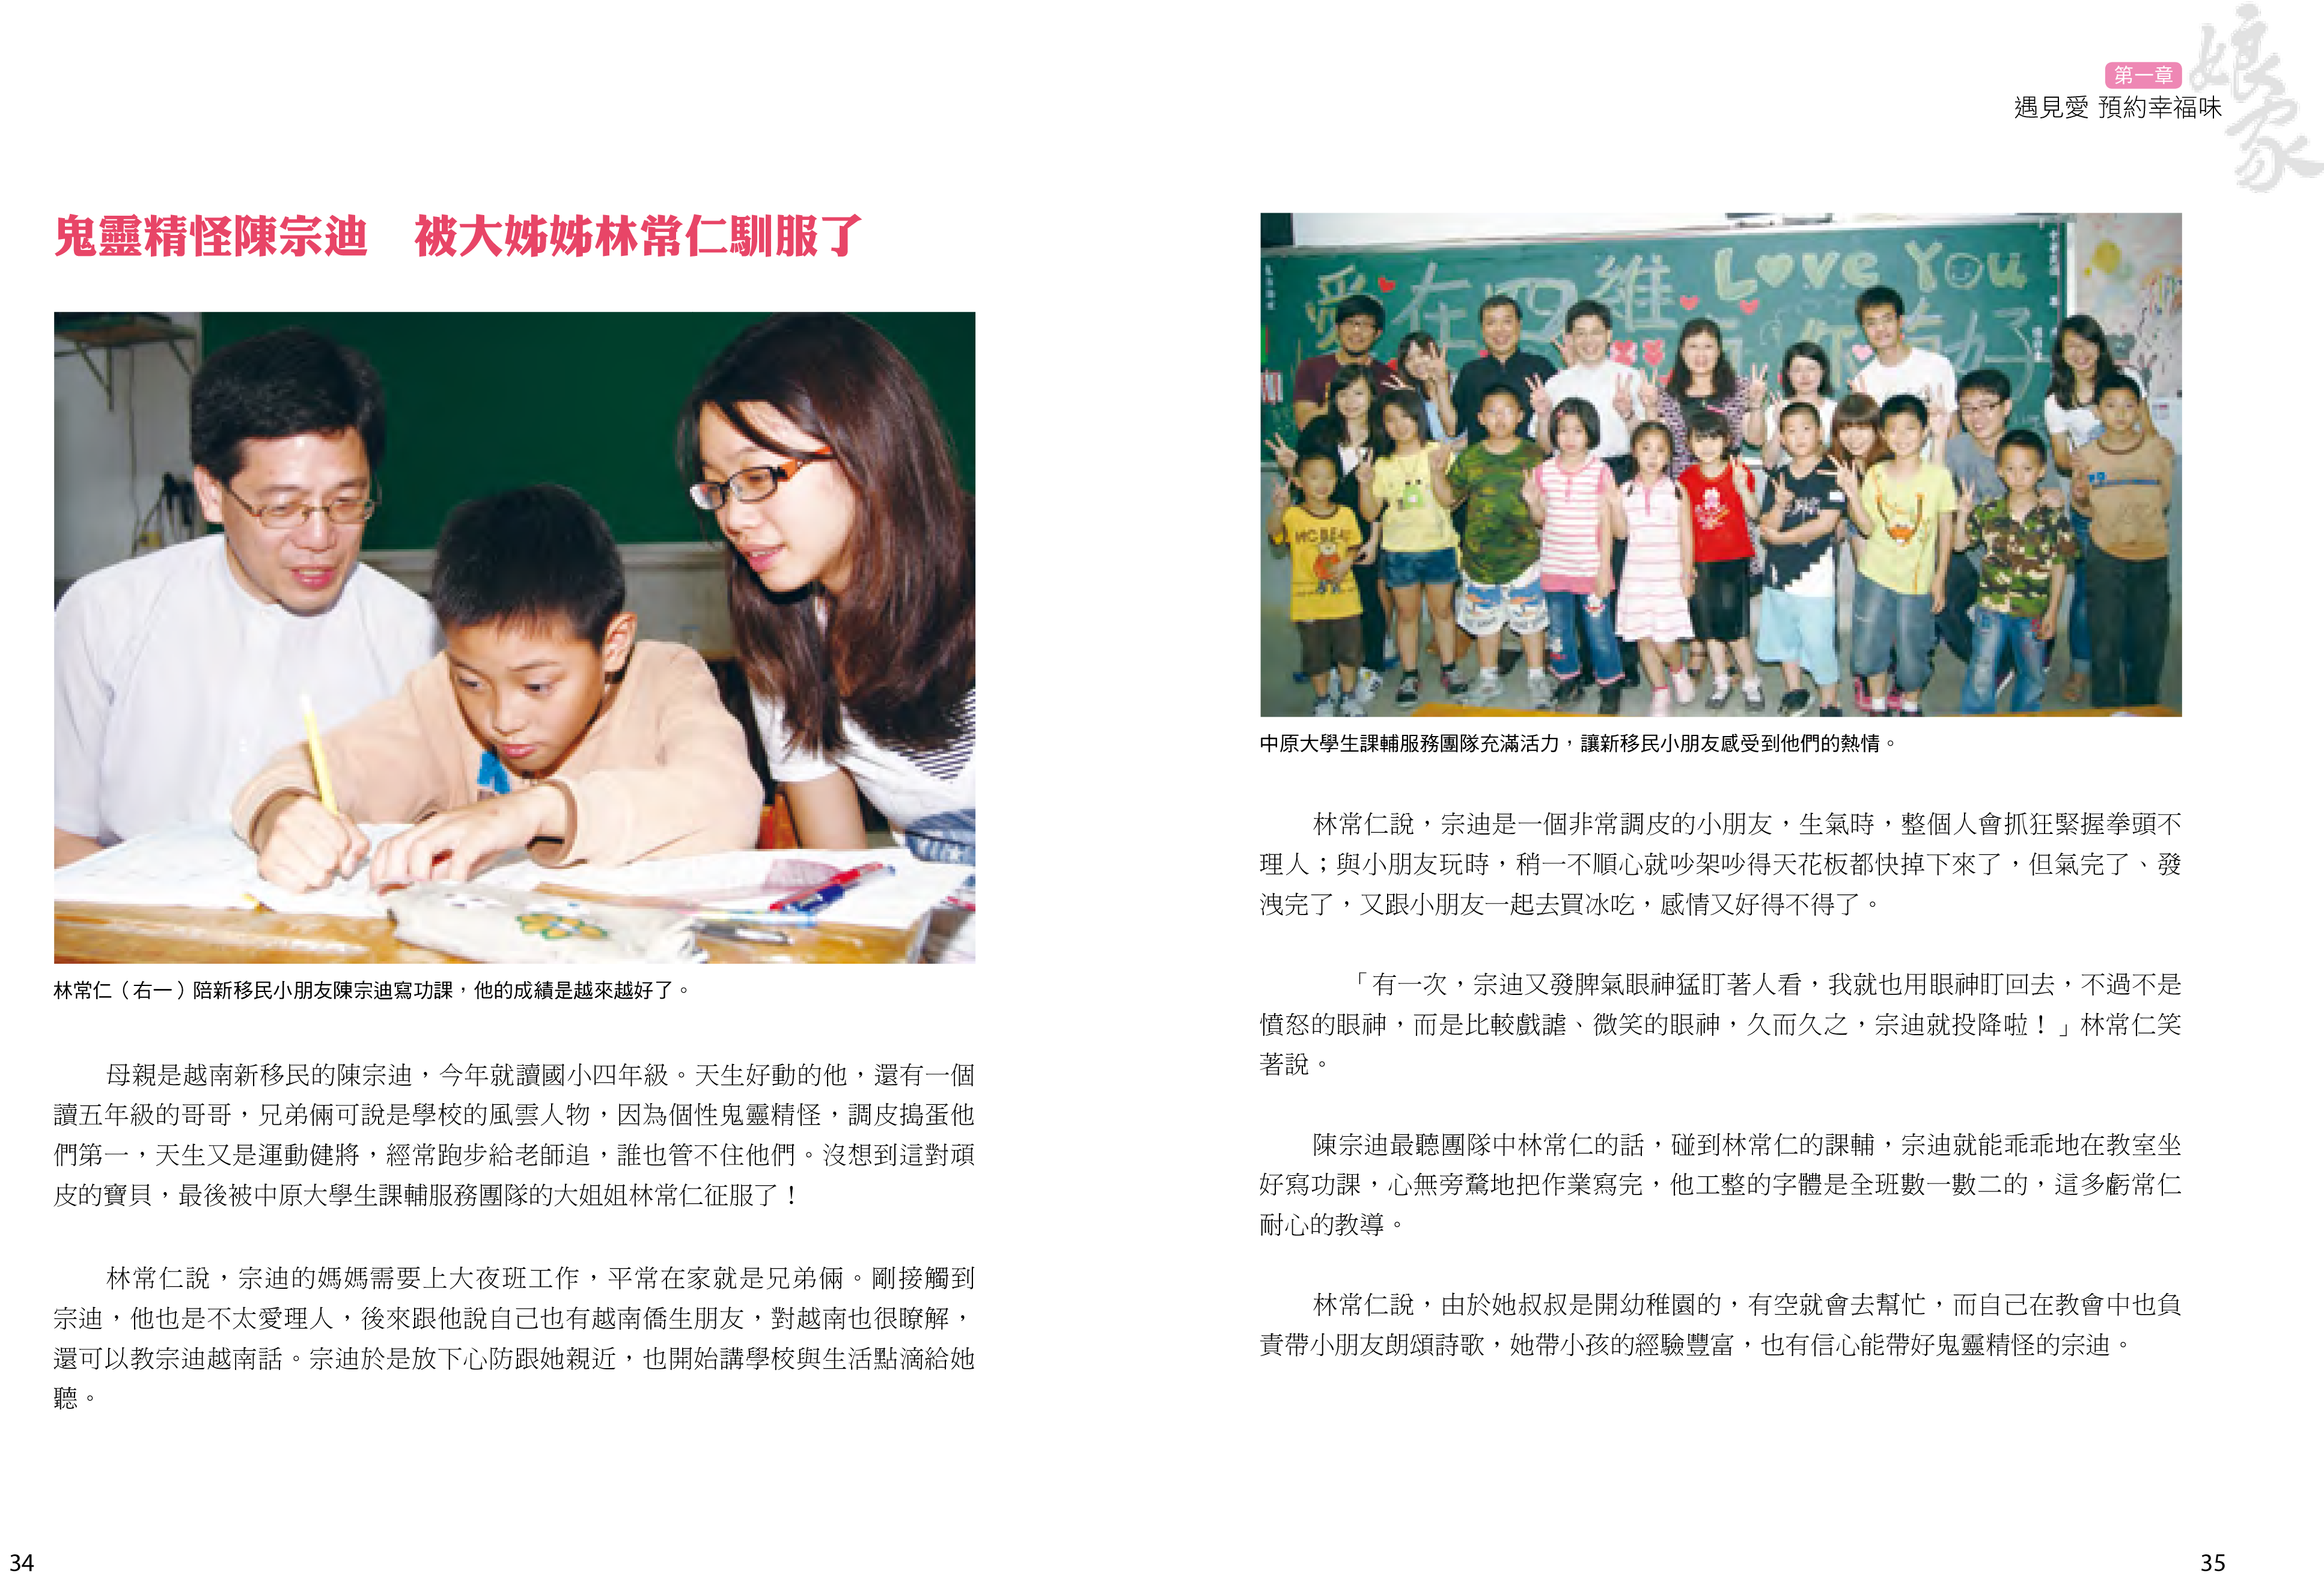 鬼靈精怪陳宗迪　被大姊姊林常仁馴服了
林常仁（右一）陪新移民小朋友陳宗迪寫功課，他的成績是越來越好了。
母親是越南新移民的陳宗迪，今年就讀國小四年級。天生好動的他，還有一個
讀五年級的哥哥，兄弟倆可說是學校的風雲人物，因為個性鬼靈精怪，調皮搗蛋他
們第一，天生又是運動健將，經常跑步給老師追，誰也管不住他們。沒想到這對頑
皮的寶貝，最後被中原大學生課輔服務團隊的大姐姐林常仁征服了！
林常仁說，宗迪的媽媽需要上大夜班工作，平常在家就是兄弟倆。剛接觸到
宗迪，他也是不太愛理人，後來跟他說自己也有越南僑生朋友，對越南也很瞭解，
還可以教宗迪越南話。宗迪於是放下心防跟她親近，也開始講學校與生活點滴給她
聽。
34
第一章
娘家
遇見愛 預約幸福味
愛在四維 Love You
中原大學生課輔服務團隊充滿活力，讓新移民小朋友感受到他們的熱情。
林常仁說，宗迪是一個非常調皮的小朋友，生氣時，整個人會抓狂緊握拳頭不
理人；與小朋友玩時，稍一不順心就吵架吵得天花板都快掉下來了，但氣完了、發
洩完了，又跟小朋友一起去買冰吃，感情又好得不得了。
「有一次，宗迪又發脾氣眼神猛盯著人看，我就也用眼神盯回去，不過不是
憤怒的眼神，而是比較戲謔、微笑的眼神，久而久之，宗迪就投降啦！」林常仁笑
著說。
陳宗迪最聽團隊中林常仁的話，碰到林常仁的課輔，宗迪就能乖乖地在教室坐
好寫功課，心無旁騖地把作業寫完，他工整的字體是全班數一數二的，這多虧常仁
耐心的教導。
林常仁說，由於她叔叔是開幼稚園的，有空就會去幫忙，而自己在教會中也負
責帶小朋友朗頌詩歌，她帶小孩的經驗豐富，也有信心能帶好鬼靈精怪的宗迪。
35